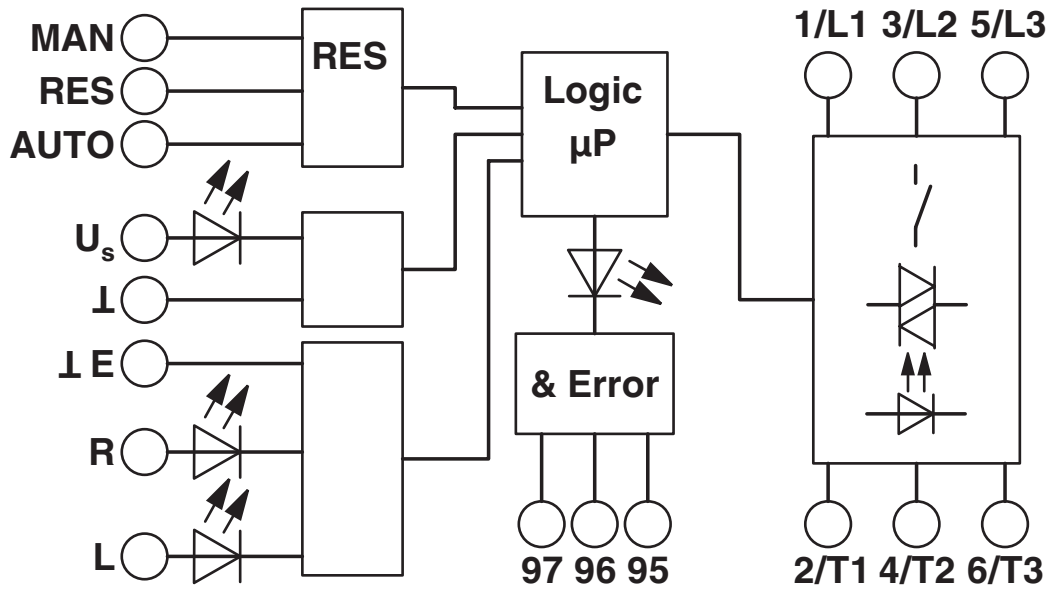 MAN
RES
AUTO
RES
Us
⊥
⊥ E
R
L
Logic
µP
& Error
97 96 95
1/L1 3/L2 5/L3
2/T1 4/T2 6/T3